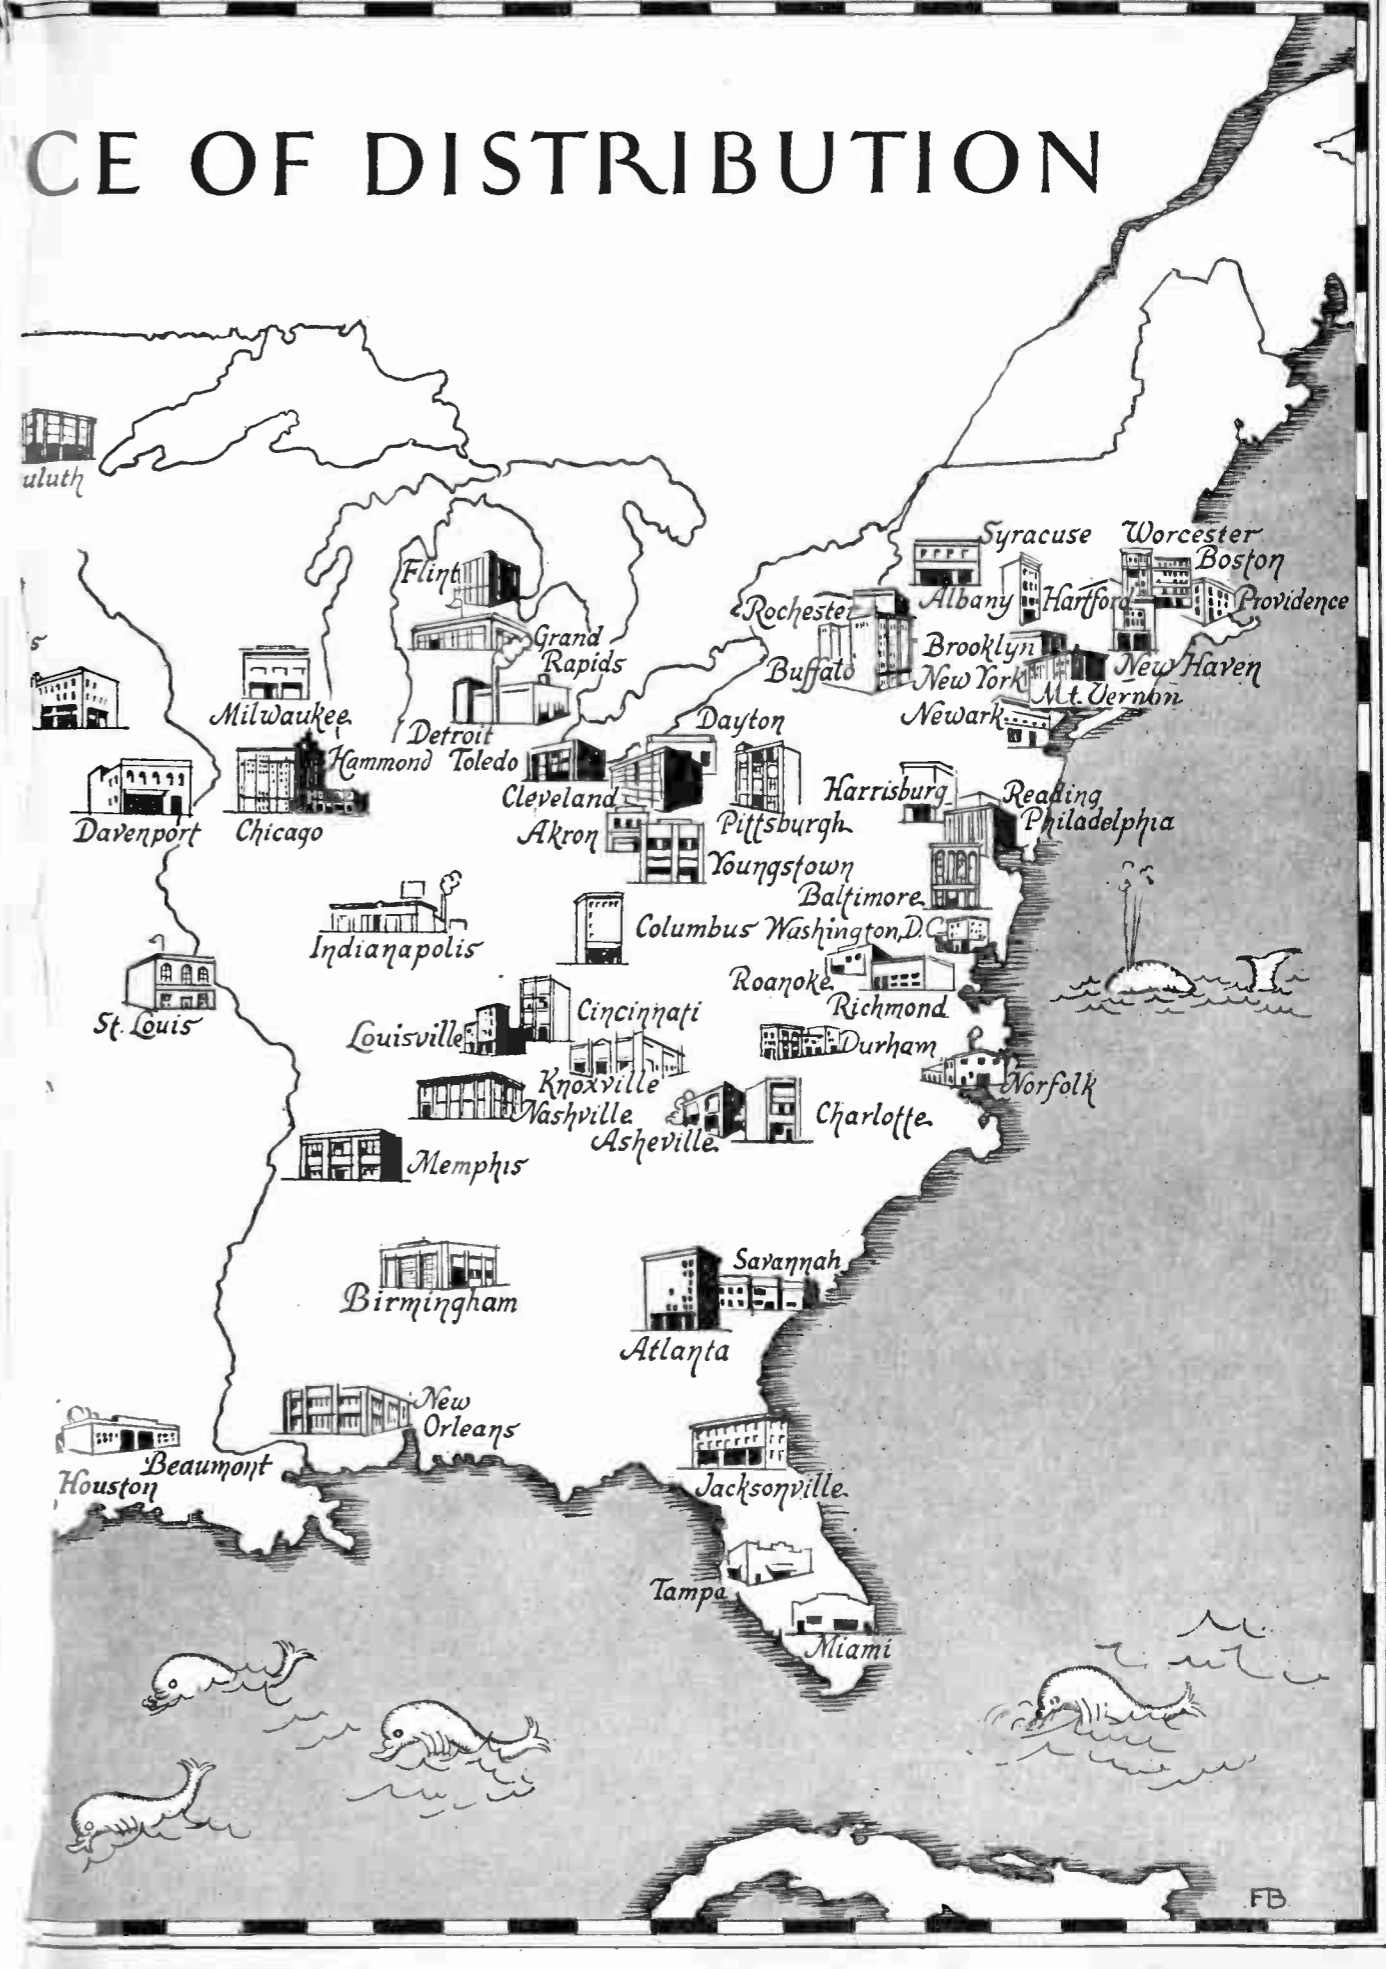 CE OF DISTRIBUTION
uluth
Syracuse
Worcester
Boston
Flint
Albany
Hartford
Providence
Rochester
s
Grand
Rapids
Brooklyn
Buffalo
New York
New Haven
Mt. Vernon
Milwaukee
Newark
Dayton
Detroit
Hammond
Toledo
Cleveland
Harrisburg
Reading
Davenport
Chicago
Akron
Pittsburgh
Philadelphia
Youngstown
Baltimore
Indianapolis
Columbus
Washington, D.C.
Roanoke
Richmond
St. Louis
Louisville
Cincinnati
Durham
Knoxville
Norfolk
Nashville
Asheville
Charlotte
Memphis
Savannah
Birmingham
Atlanta
New
Orleans
Beaumont
Houston
Jacksonville
Tampa
Miami
FB